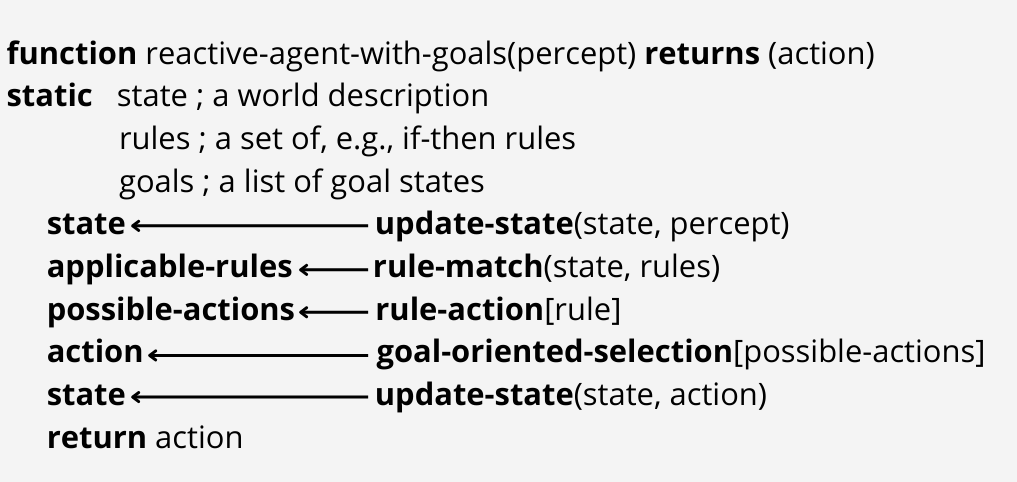 function reactive-agent-with-goals(percept) returns (action)
static state ; a world description
rules ; a set of, e.g., if-then rules
goals ; a list of goal states
state ← update-state(state, percept)
applicable-rules ← rule-match(state, rules)
possible-actions ← rule-action[rule]
action ← goal-oriented-selection[possible-actions]
state ← update-state(state, action)
return action